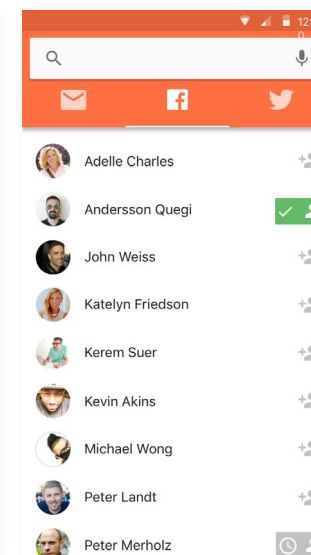 Adelle Charles
Andersson Quegi
John Weiss
Katelyn Friedson
Kerem Suer
Kevin Akins
Michael Wong
Peter Landt
Peter Merholz